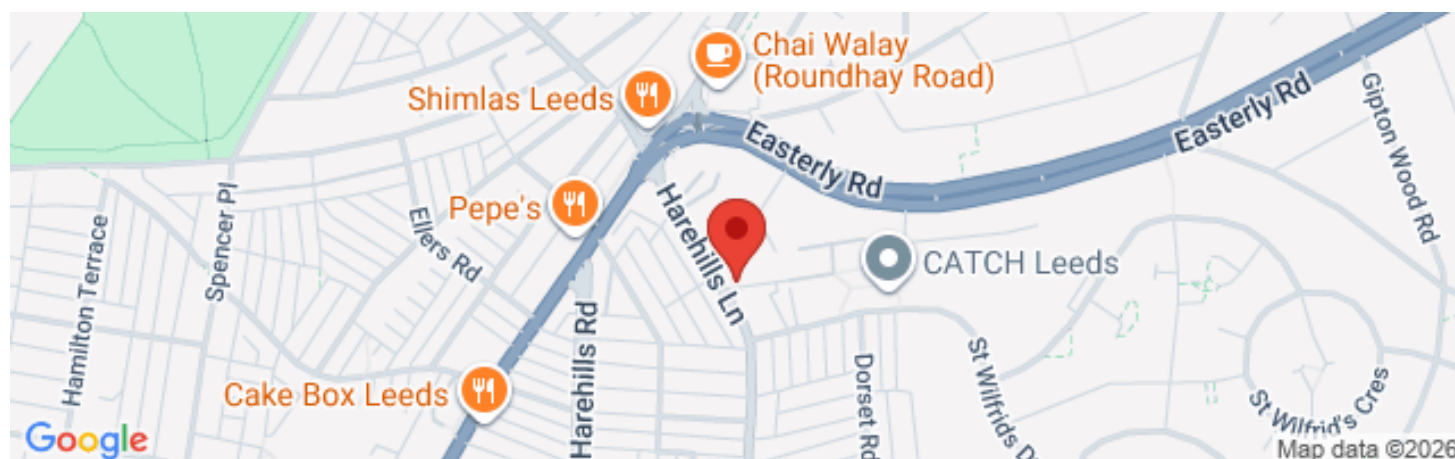 Chai Walay
(Roundhay Road)
Shimlas Leeds
Easterly Rd
Easterly Rd
Gipton Wood Rd
Pepe's
Harehills Ln
Ellers Rd
Spencer Pl
Hamilton Terrace
CATCH Leeds
Harehills Rd
Cake Box Leeds
Dorset Rd
St Wilfrids D
St Wilfrid's Cres
Google
Map data ©2026